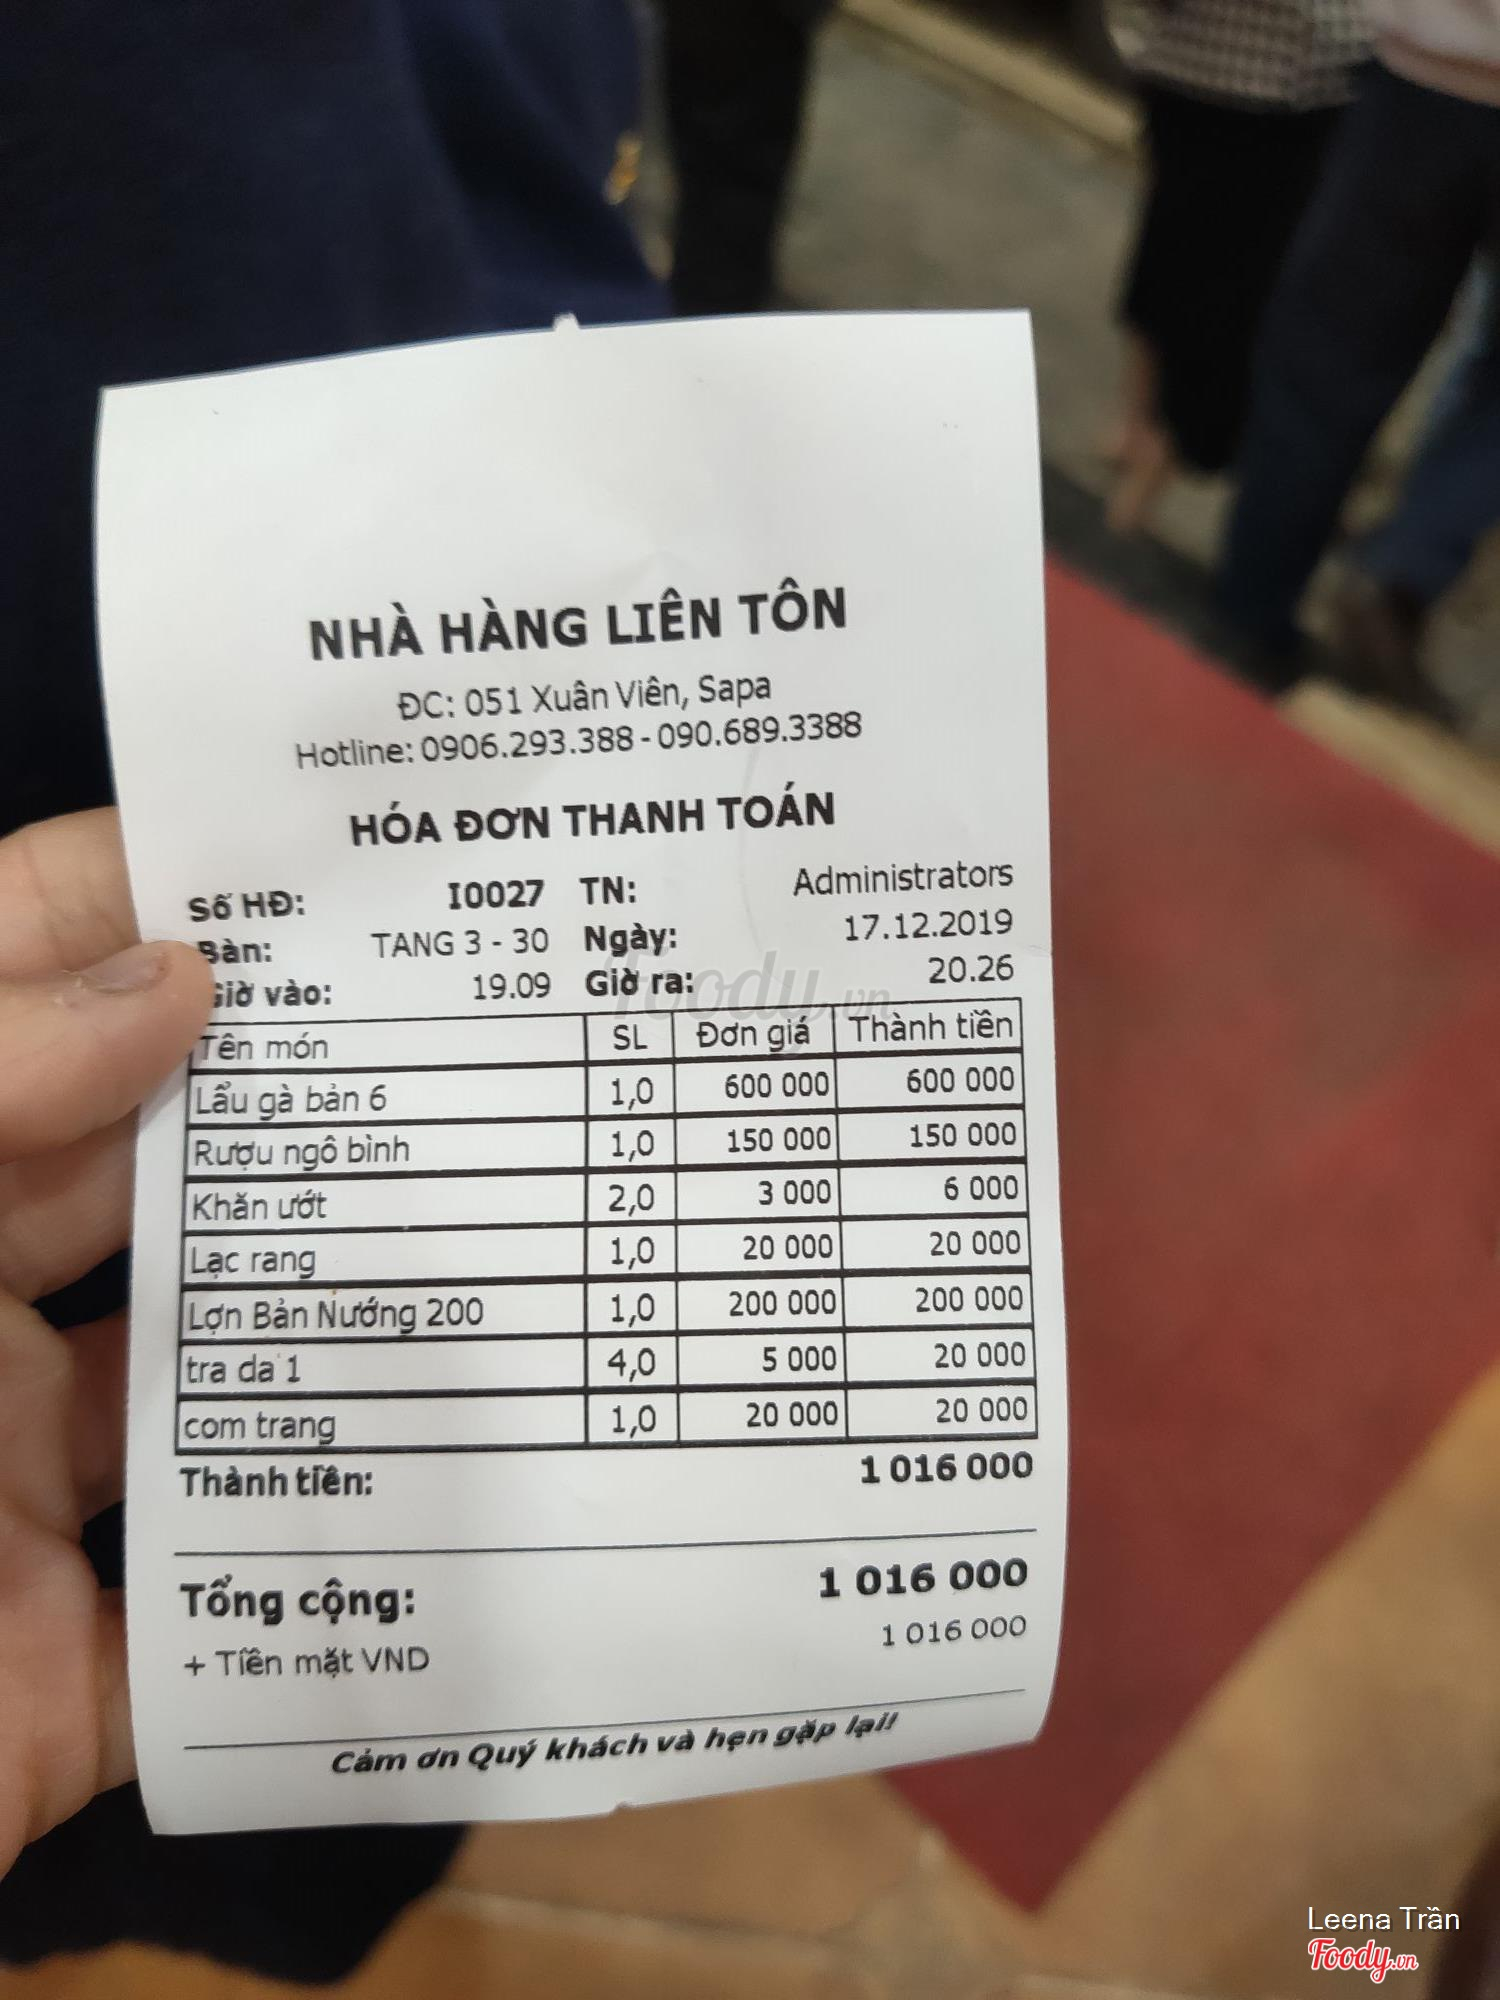 NHÀ HÀNG LIÊN TÔN
ĐC: 051 Xuân Viên, Sapa
Hotline: 0906.293.388 - 090.689.3388
HÓA ĐƠN THANH TOÁN
Số HĐ: I0027 TN: Administrators
Bàn: TANG 3 - 30 Ngày: 17.12.2019
Giờ vào: 19.09 Giờ ra: 20.26
Foody.vn
Tên món SL Đơn giá Thành tiền
Lẩu gà bản 6 1,0 600 000 600 000
Rượu ngô bình 1,0 150 000 150 000
Khăn ướt 2,0 3 000 6 000
Lạc rang 1,0 20 000 20 000
Lợn Bản Nướng 200 1,0 200 000 200 000
tra da 1 4,0 5 000 20 000
com trang 1,0 20 000 20 000
Thành tiền: 1 016 000
Tổng cộng: 1 016 000
+ Tiền mặt VND 1 016 000
Cảm ơn Quý khách và hẹn gặp lại!
Leena Trần
Foody.vn